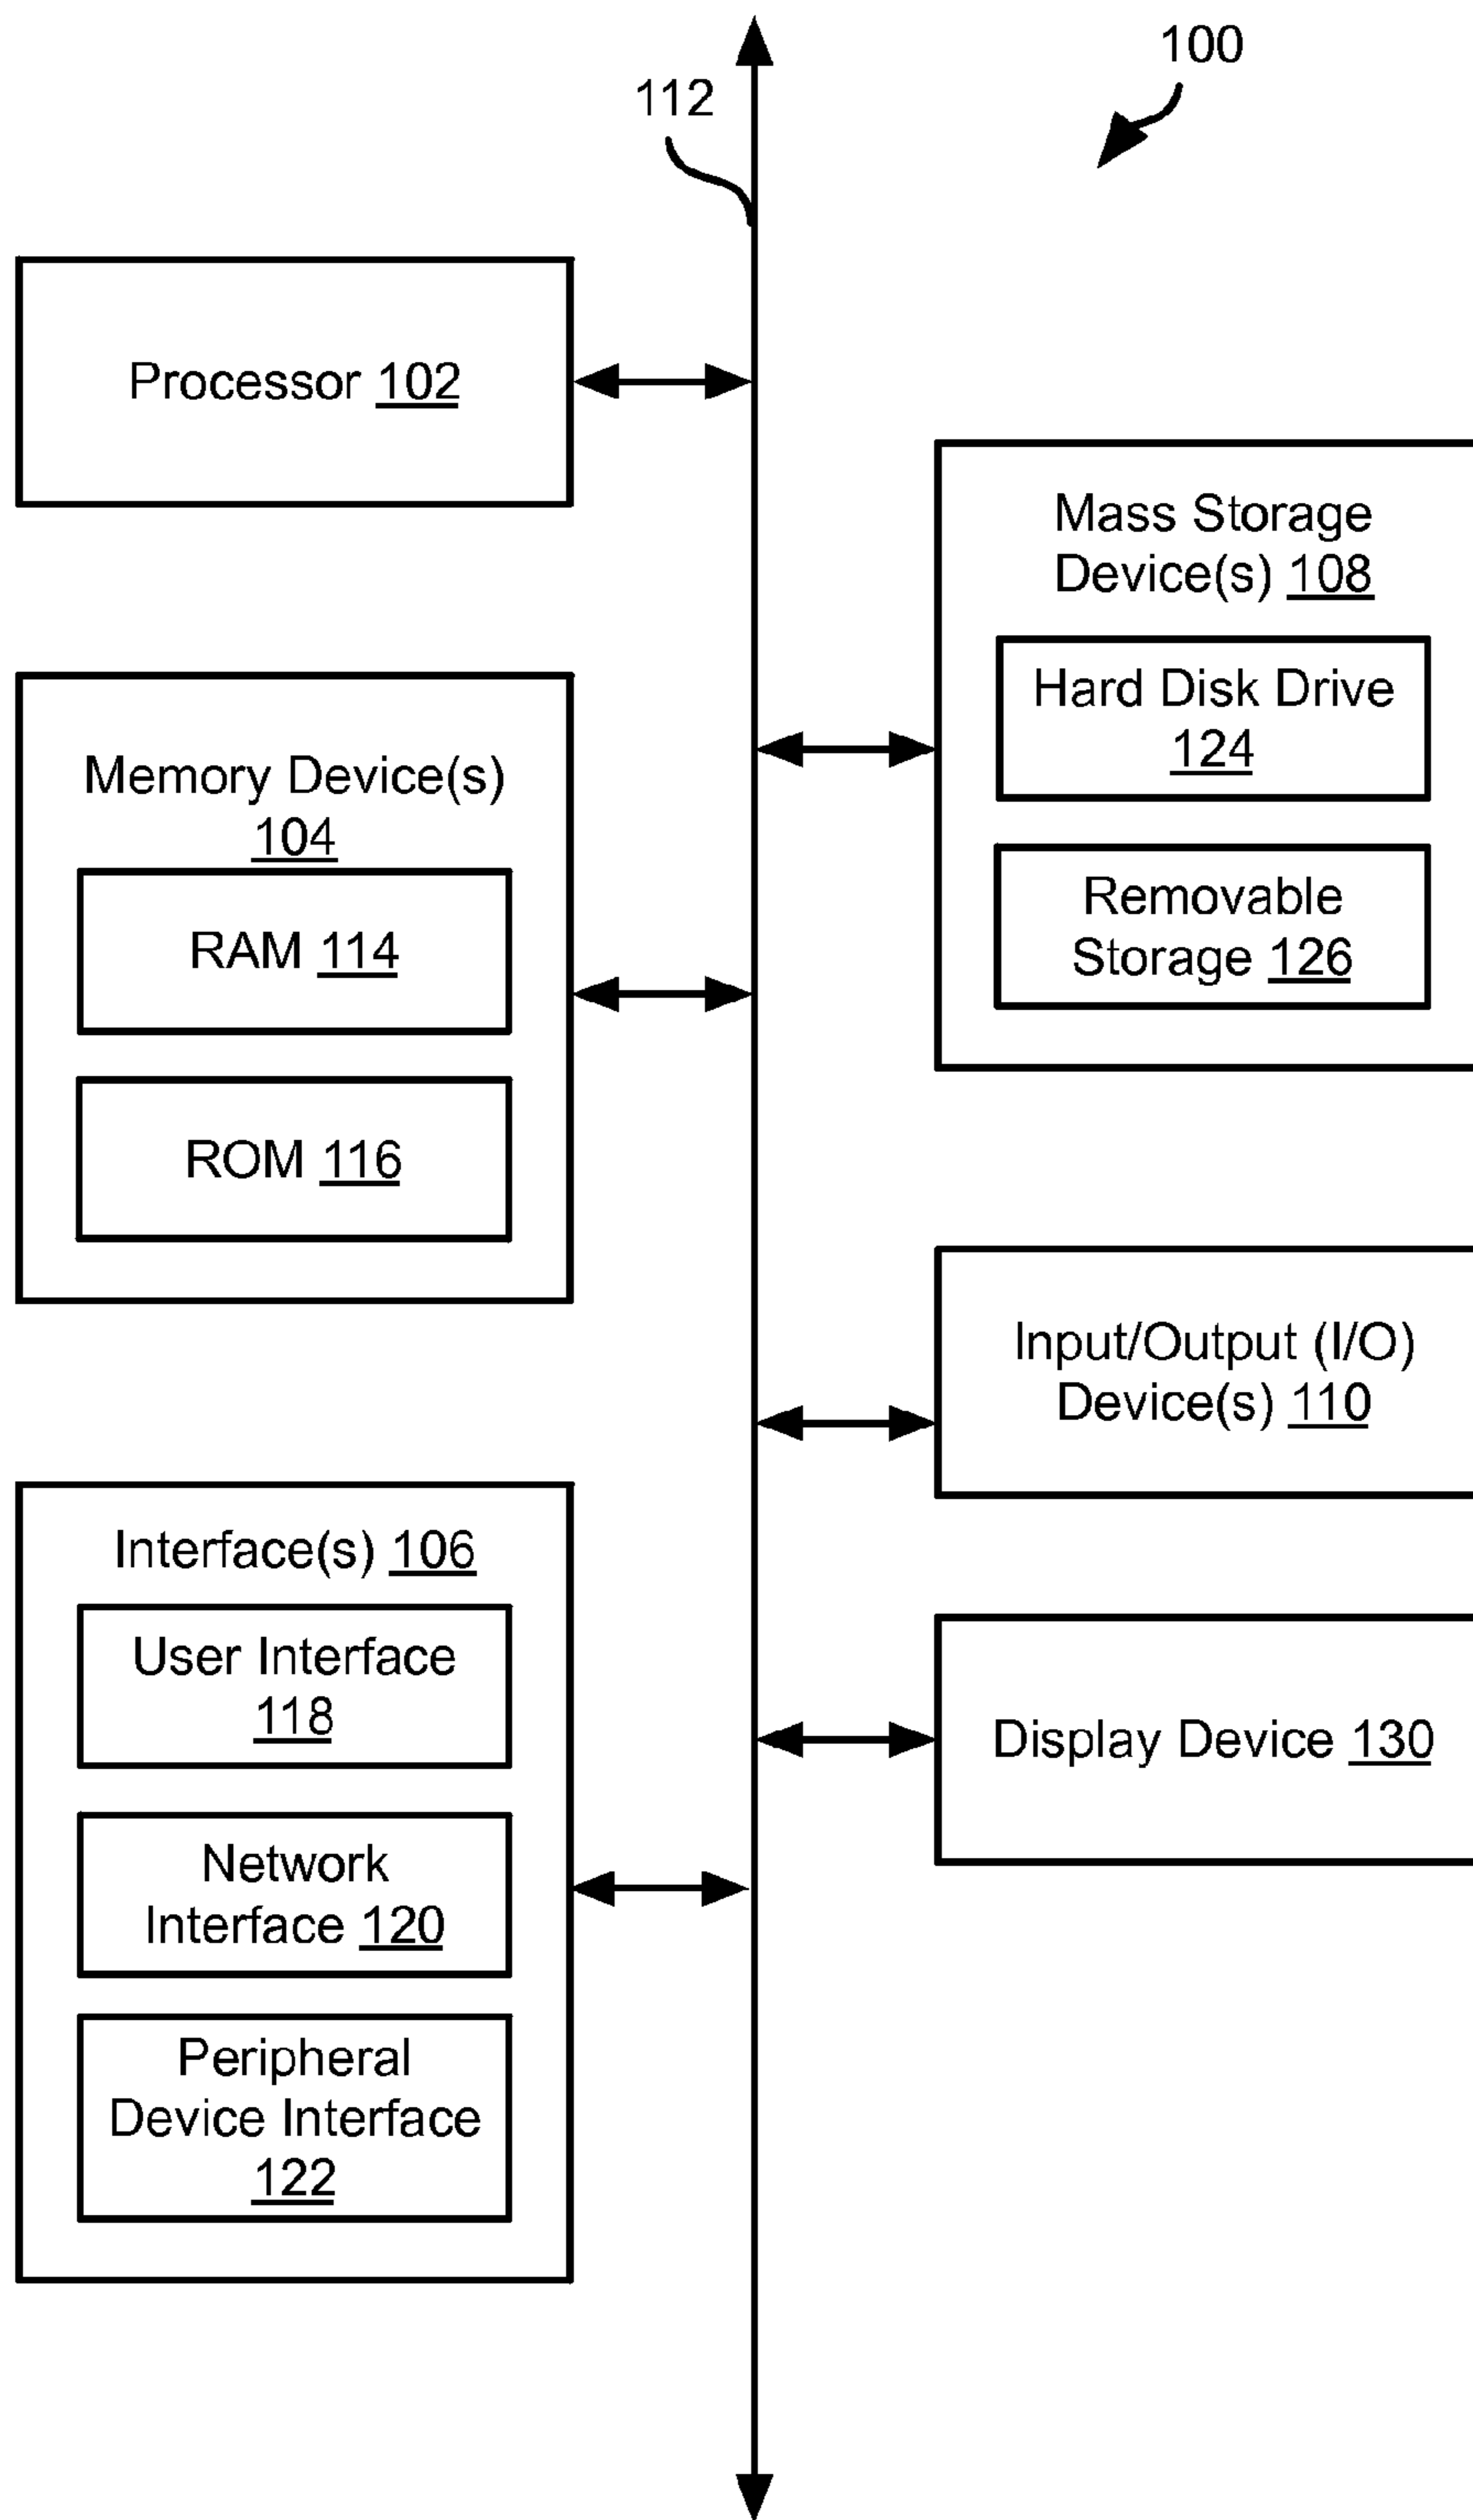 100
112
Processor 102
Mass Storage
Device(s) 108
Hard Disk Drive
124
Removable
Storage 126
Memory Device(s)
104
RAM 114
ROM 116
Input/Output (I/O)
Device(s) 110
Interface(s) 106
User Interface
118
Network
Interface 120
Peripheral
Device Interface
122
Display Device 130